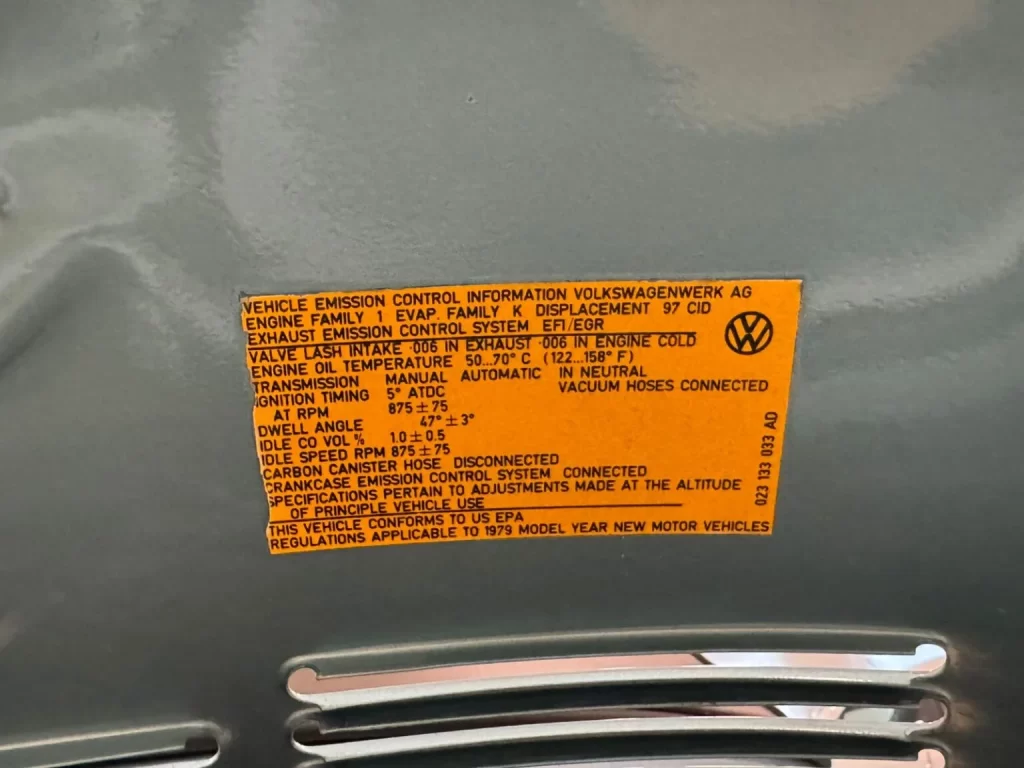 VEHICLE EMISSION CONTROL INFORMATION VOLKSWAGENWERK AG
ENGINE FAMILY 1 EVAP. FAMILY K DISPLACEMENT 97 CID
EXHAUST EMISSION CONTROL SYSTEM EFI/EGR
VALVE LASH INTAKE .006 IN EXHAUST .006 IN ENGINE COLD
ENGINE OIL TEMPERATURE 50...70° C (122...158° F)
TRANSMISSION MANUAL AUTOMATIC IN NEUTRAL
IGNITION TIMING 5° ATDC VACUUM HOSES CONNECTED
AT RPM 875 ± 75
DWELL ANGLE 47° ± 3°
IDLE CO VOL % 1.0 ± 0.5
IDLE SPEED RPM 875 ± 75
CARBON CANISTER HOSE DISCONNECTED
CRANKCASE EMISSION CONTROL SYSTEM CONNECTED
SPECIFICATIONS PERTAIN TO ADJUSTMENTS MADE AT THE ALTITUDE
OF PRINCIPLE VEHICLE USE
THIS VEHICLE CONFORMS TO US EPA
REGULATIONS APPLICABLE TO 1979 MODEL YEAR NEW MOTOR VEHICLES
VW
023 133 033 AD